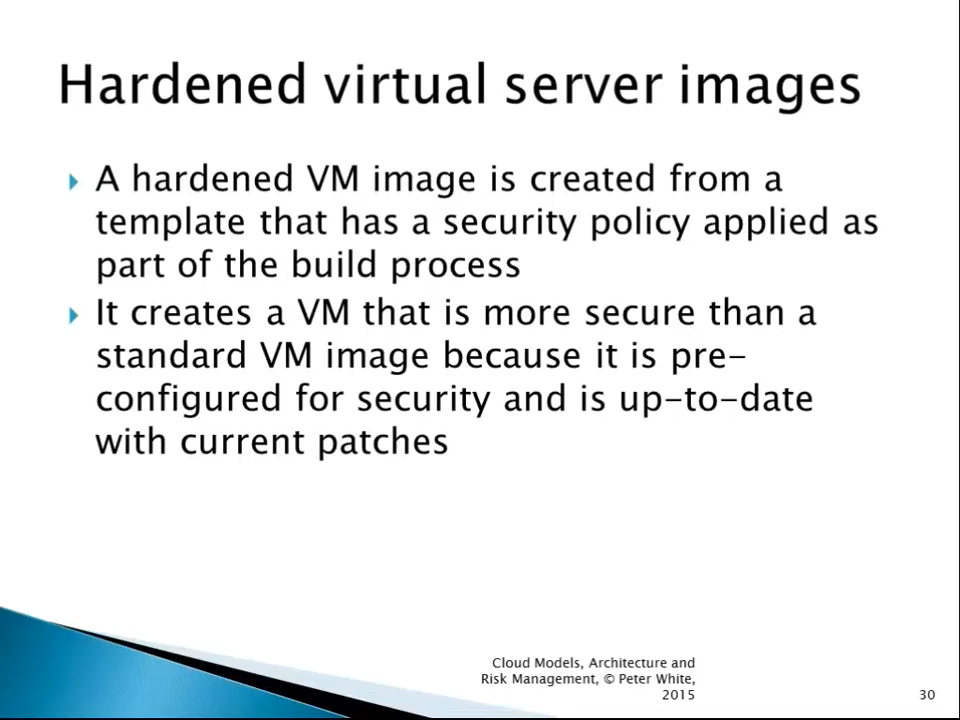 Hardened virtual server images
A hardened VM image is created from a
template that has a security policy applied as
part of the build process
It creates a VM that is more secure than a
standard VM image because it is pre-
configured for security and is up-to-date
with current patches
Cloud Models, Architecture and
Risk Management, © Peter White,
2015
30